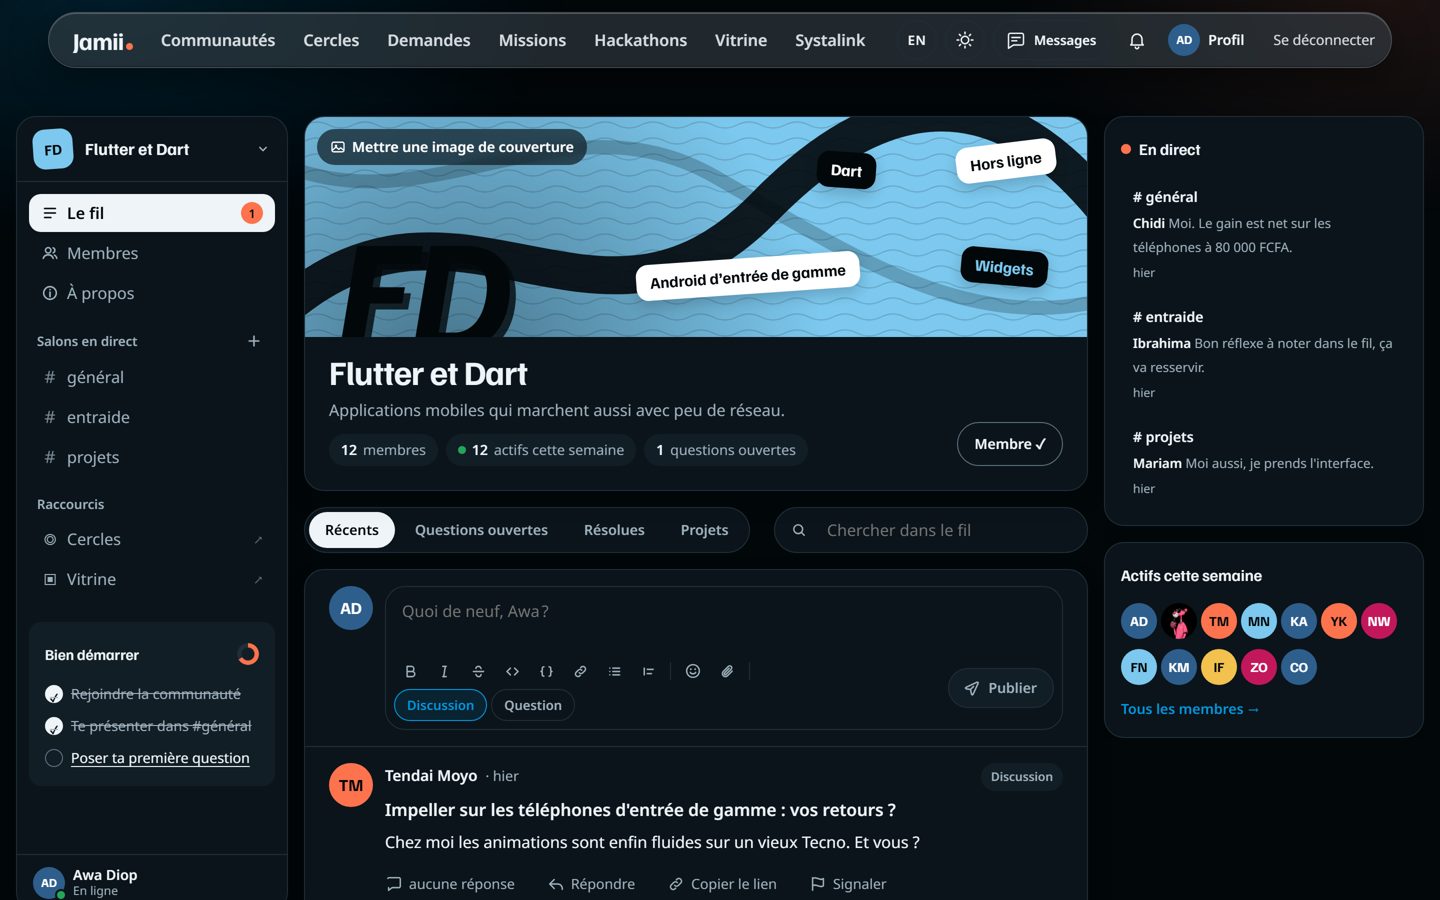 Jamii.
Communautés
Cercles
Demandes
Missions
Hackathons
Vitrine
Systalink
EN
Messages
AD
Profil
Se déconnecter
FD
Flutter et Dart
Le fil
1
Membres
À propos
Salons en direct
# général
# entraide
# projets
Raccourcis
Cercles
Vitrine
Bien démarrer
Rejoindre la communauté
Te présenter dans #général
Poser ta première question
AD
Awa Diop
En ligne
Mettre une image de couverture
Dart
Hors ligne
Android d'entrée de gamme
Widgets
FD
Flutter et Dart
Applications mobiles qui marchent aussi avec peu de réseau.
12 membres
12 actifs cette semaine
1 questions ouvertes
Membre ✓
Récents
Questions ouvertes
Résolues
Projets
Chercher dans le fil
AD
Quoi de neuf, Awa ?
Discussion
Question
Publier
TM
Tendai Moyo · hier
Discussion
Impeller sur les téléphones d'entrée de gamme : vos retours ?
Chez moi les animations sont enfin fluides sur un vieux Tecno. Et vous ?
aucune réponse
Répondre
Copier le lien
Signaler
En direct
# général
Chidi Moi. Le gain est net sur les
téléphones à 80 000 FCFA.
hier
# entraide
Ibrahima Bon réflexe à noter dans le fil, ça
va resservir.
hier
# projets
Mariam Moi aussi, je prends l'interface.
hier
Actifs cette semaine
AD
TM
MN
KA
YK
NW
FN
KM
IF
ZO
CO
Tous les membres →